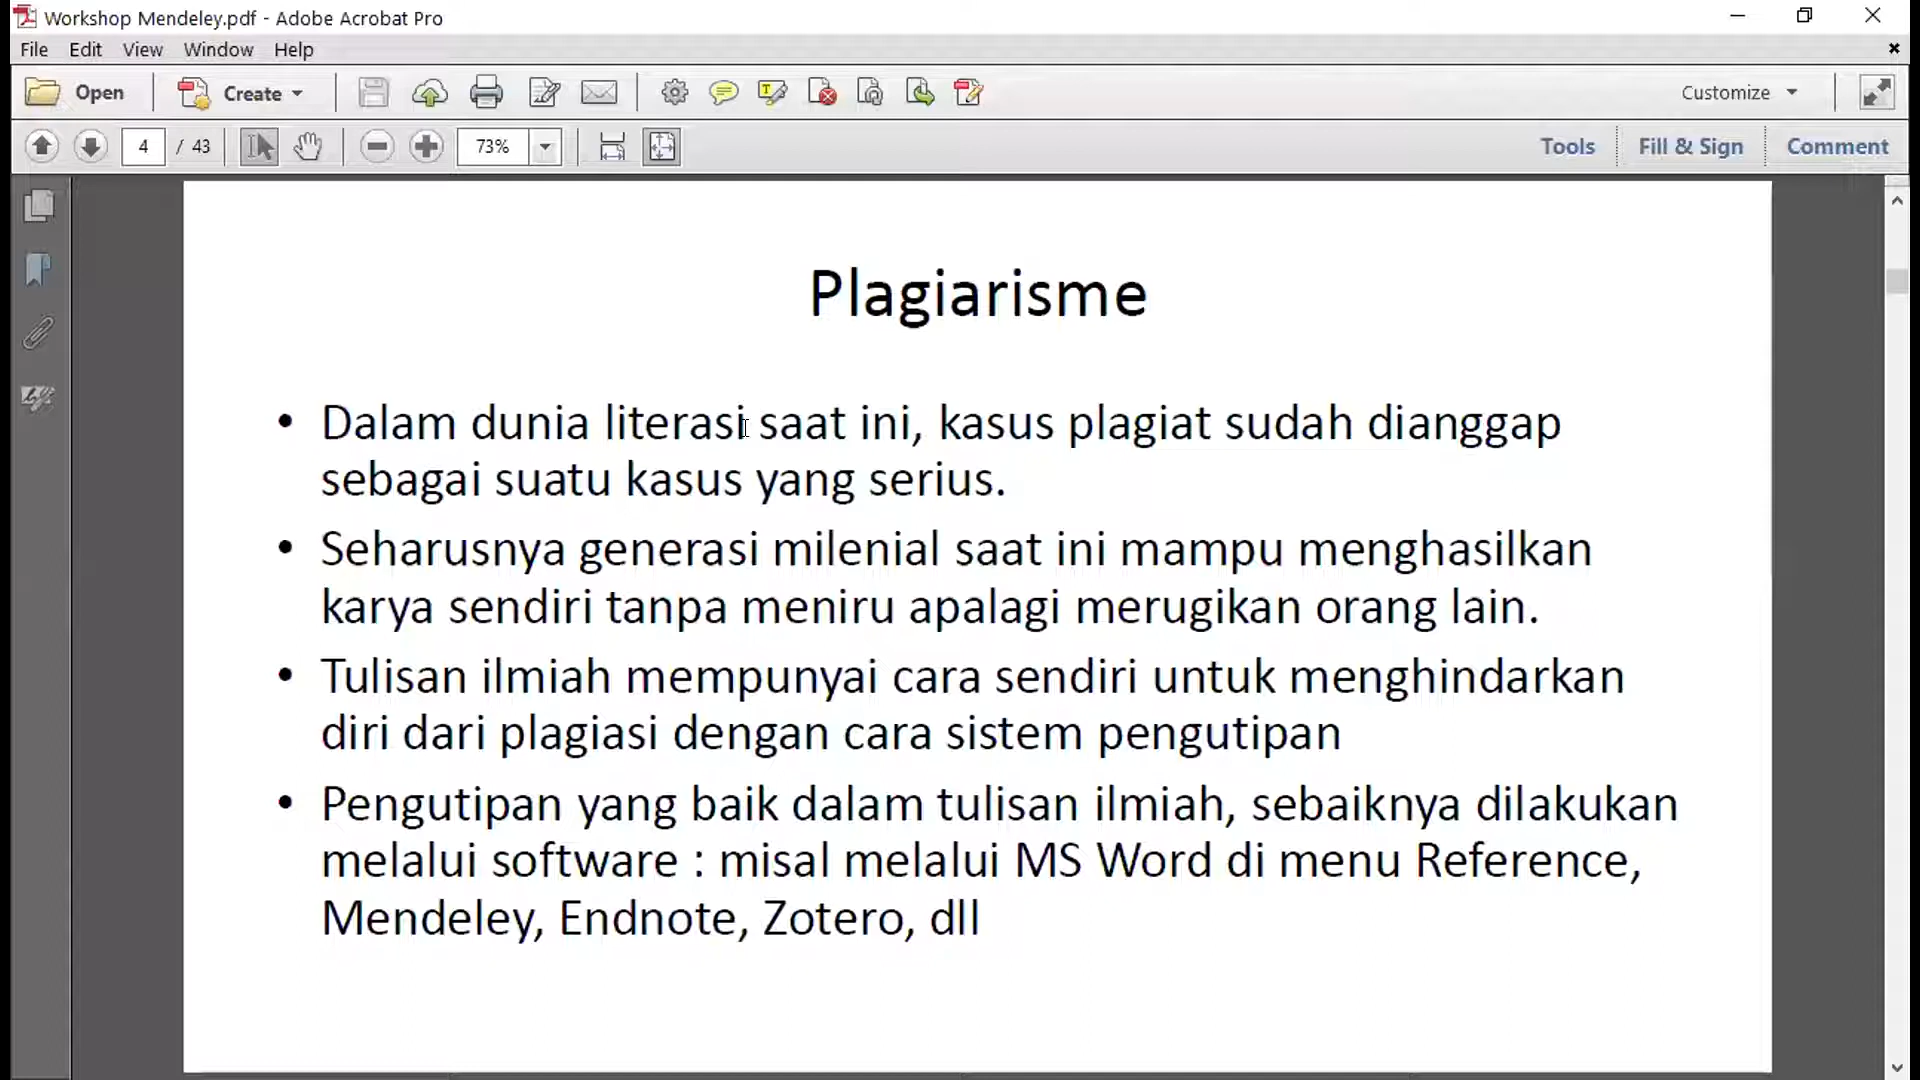 Workshop Mendeley.pdf - Adobe Acrobat Pro
File Edit View Window Help
Open Create Customize
4 / 43 73% Tools Fill & Sign Comment
Plagiarisme
• Dalam dunia literasi saat ini, kasus plagiat sudah dianggap
sebagai suatu kasus yang serius.
• Seharusnya generasi milenial saat ini mampu menghasilkan
karya sendiri tanpa meniru apalagi merugikan orang lain.
• Tulisan ilmiah mempunyai cara sendiri untuk menghindarkan
diri dari plagiasi dengan cara sistem pengutipan
• Pengutipan yang baik dalam tulisan ilmiah, sebaiknya dilakukan
melalui software : misal melalui MS Word di menu Reference,
Mendeley, Endnote, Zotero, dll